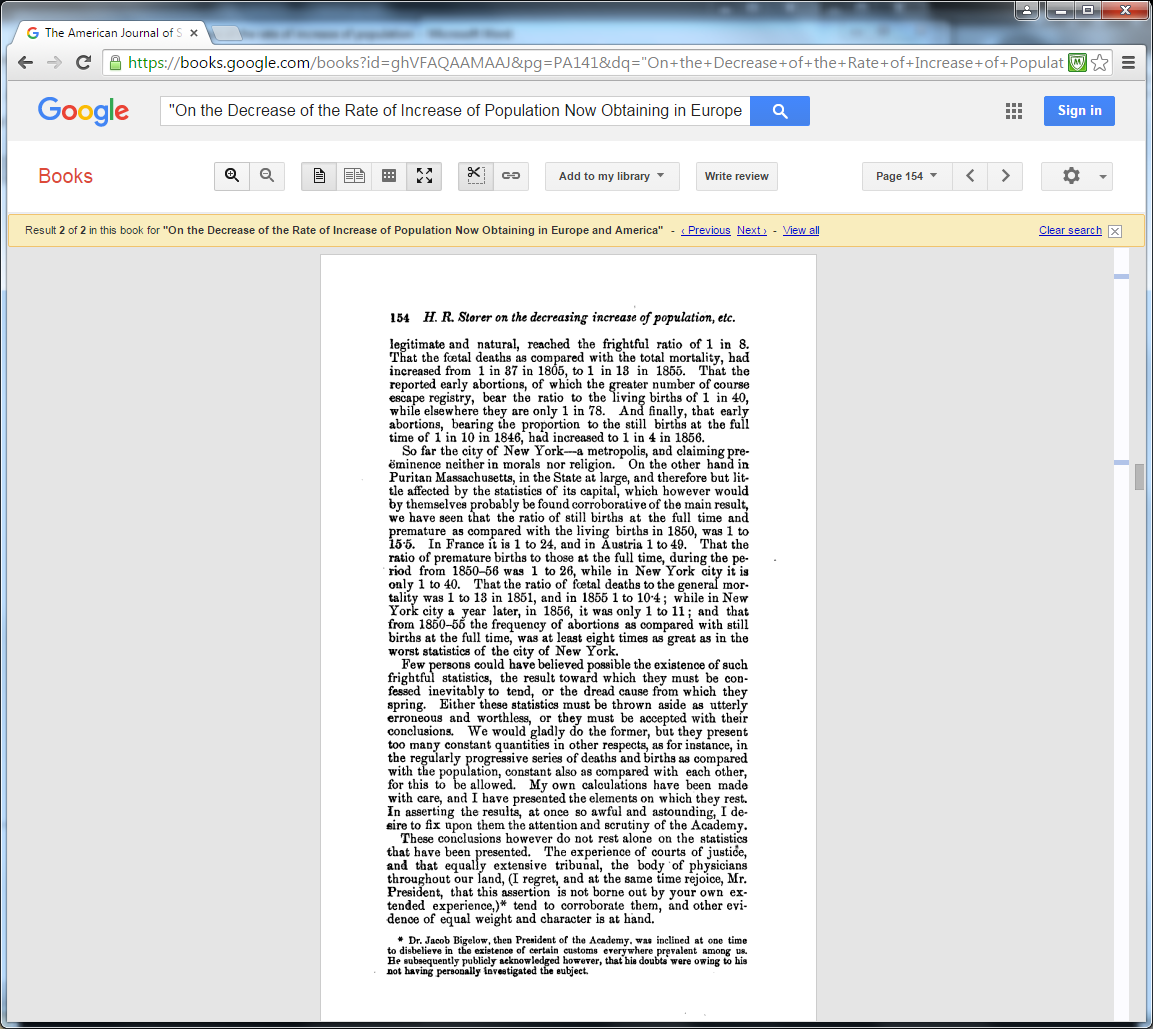 The American Journal of S
https://books.google.com/books?id=ghVFAQAAMAAJ&pg=PA141&dq="On+the+Decrease+of+the+Rate+of+Increase+of+Populat
Google
"On the Decrease of the Rate of Increase of Population Now Obtaining in Europe
Sign in
Books
Add to my library
Write review
Page 154
Result 2 of 2 in this book for "On the Decrease of the Rate of Increase of Population Now Obtaining in Europe and America" - ‹ Previous Next › - View all
Clear search
154 H. R. Storer on the decreasing increase of population, etc.
legitimate and natural, reached the frightful ratio of 1 in 8.
That the fœtal deaths as compared with the total mortality, had
increased from 1 in 37 in 1805, to 1 in 13 in 1855. That the
reported early abortions, of which the greater number of course
escape registry, bear the ratio to the living births of 1 in 40,
while elsewhere they are only 1 in 78. And finally, that early
abortions, bearing the proportion to the still births at the full
time of 1 in 10 in 1846, had increased to 1 in 4 in 1856.
So far the city of New York—a metropolis, and claiming pre-
ëminence neither in morals nor religion. On the other hand in
Puritan Massachusetts, in the State at large, and therefore but lit-
tle affected by the statistics of its capital, which however would
by themselves probably be found corroborative of the main result,
we have seen that the ratio of still births at the full time and
premature as compared with the living births in 1850, was 1 to
15·5. In France it is 1 to 24, and in Austria 1 to 49. That the
ratio of premature births to those at the full time, during the pe-
riod from 1850–56 was 1 to 26, while in New York city it is
only 1 to 40. That the ratio of fœtal deaths to the general mor-
tality was 1 to 13 in 1851, and in 1855 1 to 10·4; while in New
York city a year later, in 1856, it was only 1 to 11; and that
from 1850–55 the frequency of abortions as compared with still
births at the full time, was at least eight times as great as in the
worst statistics of the city of New York.
Few persons could have believed possible the existence of such
frightful statistics, the result toward which they must be con-
fessed inevitably to tend, or the dread cause from which they
spring. Either these statistics must be thrown aside as utterly
erroneous and worthless, or they must be accepted with their
conclusions. We would gladly do the former, but they present
too many constant quantities in other respects, as for instance, in
the regularly progressive series of deaths and births as compared
with the population, constant also as compared with each other,
for this to be allowed. My own calculations have been made
with care, and I have presented the elements on which they rest.
In asserting the results, at once so awful and astounding, I de-
sire to fix upon them the attention and scrutiny of the Academy.
These conclusions however do not rest alone on the statistics
that have been presented. The experience of courts of justice,
and that equally extensive tribunal, the body of physicians
throughout our land, (I regret, and at the same time rejoice, Mr.
President, that this assertion is not borne out by your own ex-
tended experience,)* tend to corroborate them, and other evi-
dence of equal weight and character is at hand.
* Dr. Jacob Bigelow, then President of the Academy, was inclined at one time
to disbelieve in the existence of certain customs everywhere prevalent among us.
He subsequently publicly acknowledged however, that his doubts were owing to his
not having personally investigated the subject.